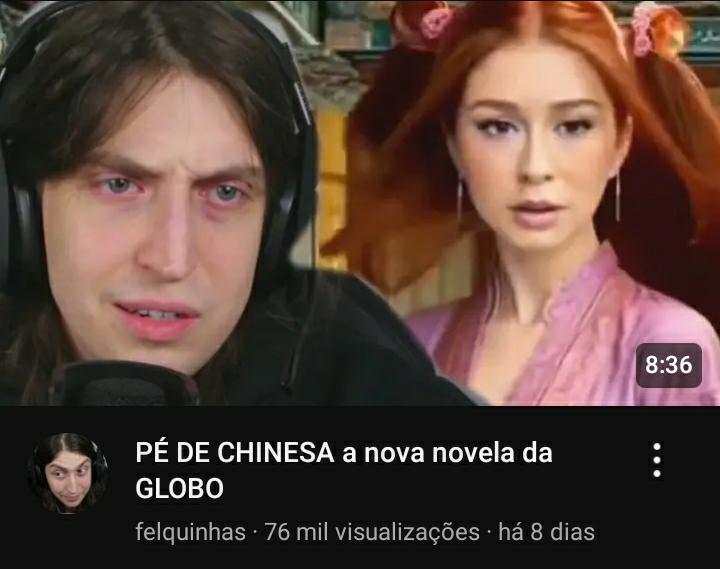 8:36
PÉ DE CHINESA a nova novela da
GLOBO
felquinhas · 76 mil visualizações · há 8 dias